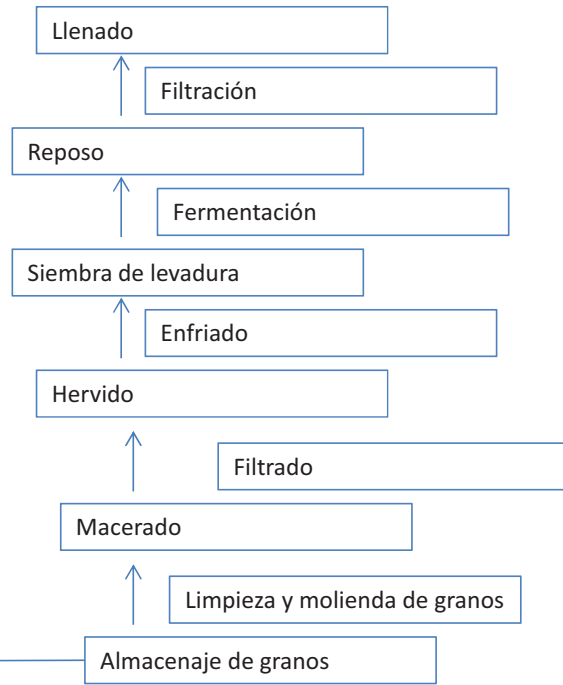 Llenado
Filtración
Reposo
Fermentación
Siembra de levadura
Enfriado
Hervido
Filtrado
Macerado
Limpieza y molienda de granos
Almacenaje de granos